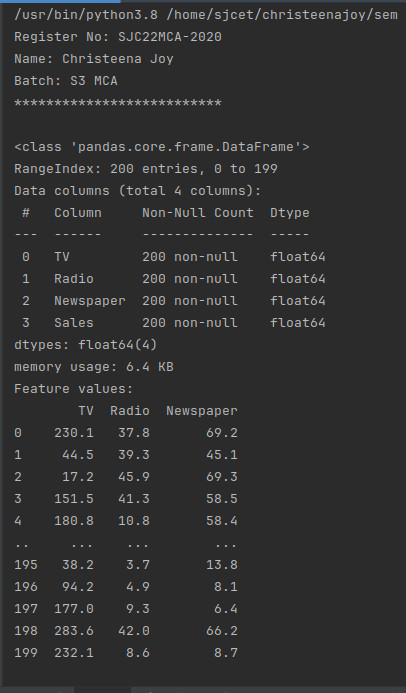 /usr/bin/python3.8 /home/sjcet/christeenajoy/sem
Register No: SJC22MCA-2020
Name: Christeena Joy
Batch: S3 MCA
**************************
<class 'pandas.core.frame.DataFrame'>
RangeIndex: 200 entries, 0 to 199
Data columns (total 4 columns):
 #   Column     Non-Null Count  Dtype
---  ------     --------------  -----
 0   TV         200 non-null    float64
 1   Radio      200 non-null    float64
 2   Newspaper  200 non-null    float64
 3   Sales      200 non-null    float64
dtypes: float64(4)
memory usage: 6.4 KB
Feature values:
        TV  Radio  Newspaper
0    230.1   37.8       69.2
1     44.5   39.3       45.1
2     17.2   45.9       69.3
3    151.5   41.3       58.5
4    180.8   10.8       58.4
..     ...    ...        ...
195   38.2    3.7       13.8
196   94.2    4.9        8.1
197  177.0    9.3        6.4
198  283.6   42.0       66.2
199  232.1    8.6        8.7